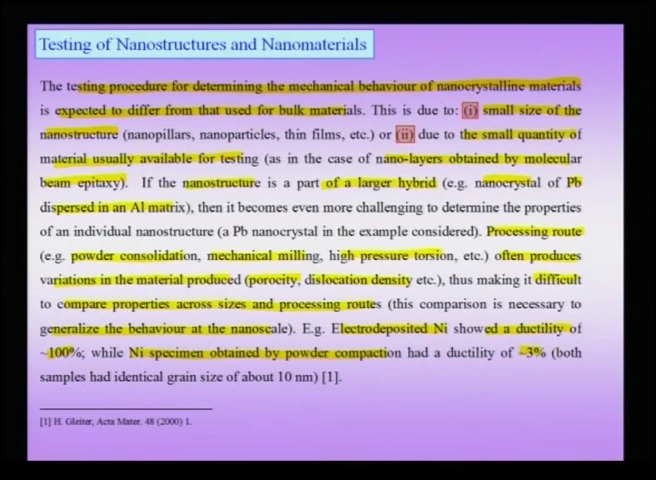 Testing of Nanostructures and Nanomaterials
The testing procedure for determining the mechanical behaviour of nanocrystalline materials
is expected to differ from that used for bulk materials. This is due to: (i) small size of the
nanostructure (nanopillars, nanoparticles, thin films, etc.) or (ii) due to the small quantity of
material usually available for testing (as in the case of nano-layers obtained by molecular
beam epitaxy). If the nanostructure is a part of a larger hybrid (e.g. nanocrystal of Pb
dispersed in an Al matrix), then it becomes even more challenging to determine the properties
of an individual nanostructure (a Pb nanocrystal in the example considered). Processing route
(e.g. powder consolidation, mechanical milling, high pressure torsion, etc.) often produces
variations in the material produced (porocity, dislocation density etc.), thus making it difficult
to compare properties across sizes and processing routes (this comparison is necessary to
generalize the behaviour at the nanoscale). E.g. Electrodeposited Ni showed a ductility of
~100%; while Ni specimen obtained by powder compaction had a ductility of ~3% (both
samples had identical grain size of about 10 nm) [1].
[1] H. Gleiter, Acta Mater. 48 (2000) 1.